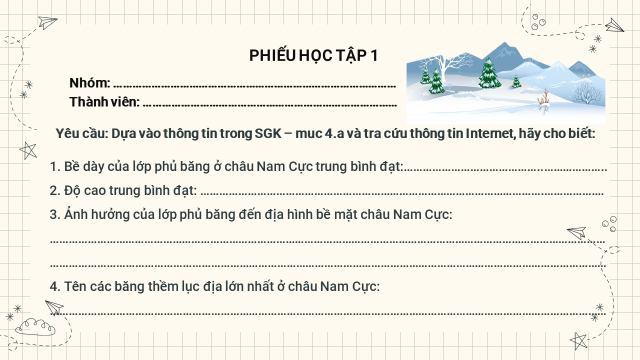 PHIẾU HỌC TẬP 1
Nhóm: ………………………………………………………………………
Thành viên: ………………………………………………………………
Yêu cầu: Dựa vào thông tin trong SGK – muc 4.a và tra cứu thông tin Internet, hãy cho biết:
1. Bề dày của lớp phủ băng ở châu Nam Cực trung bình đạt:………………………………………………
2. Độ cao trung bình đạt: ……………………………………………………………………………………
3. Ảnh hưởng của lớp phủ băng đến địa hình bề mặt châu Nam Cực:
………………………………………………………………………………………………………………………
………………………………………………………………………………………………………………………
4. Tên các băng thềm lục địa lớn nhất ở châu Nam Cực:
………………………………………………………………………………………………………………………